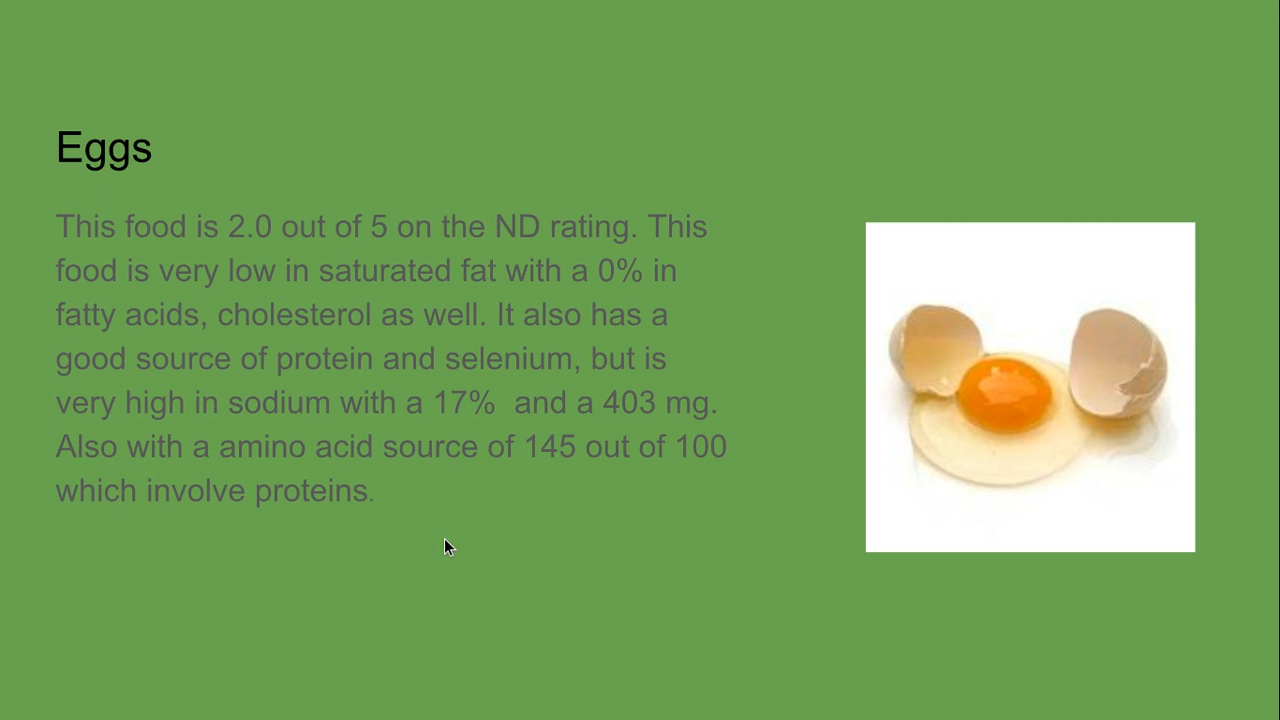 Eggs
This food is 2.0 out of 5 on the ND rating. This
food is very low in saturated fat with a 0% in
fatty acids, cholesterol as well. It also has a
good source of protein and selenium, but is
very high in sodium with a 17%  and a 403 mg.
Also with a amino acid source of 145 out of 100
which involve proteins.